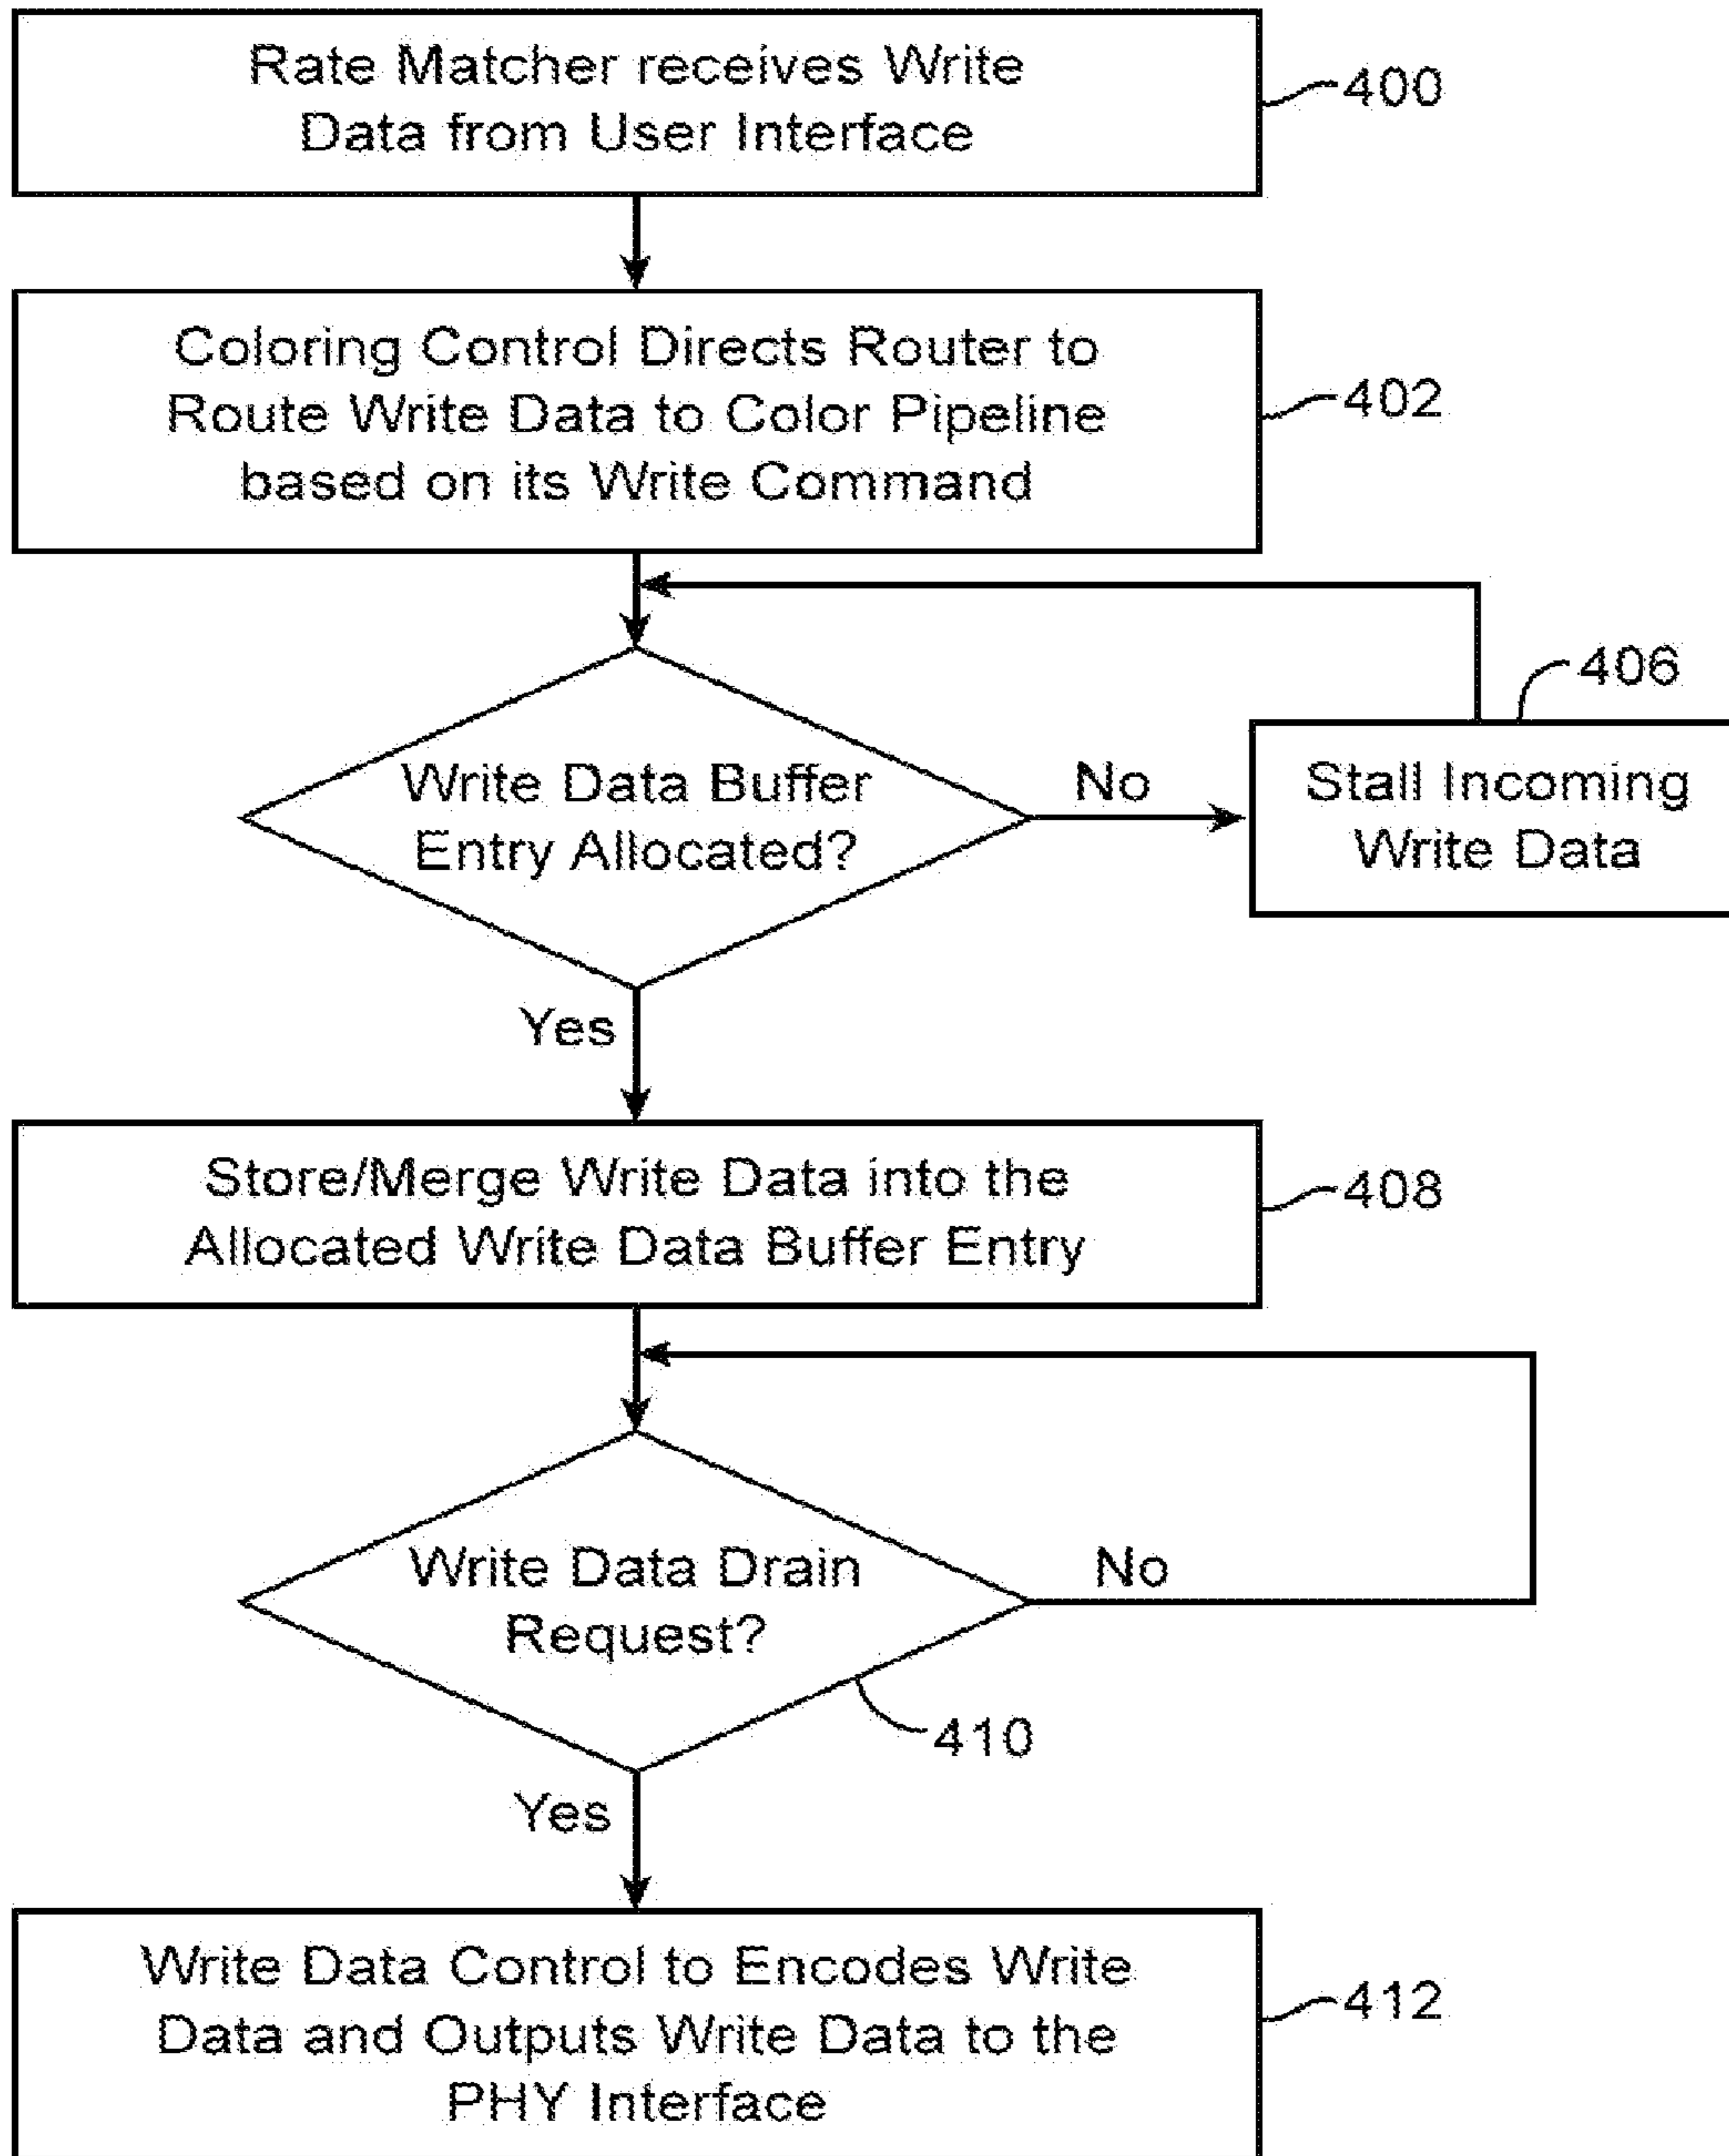 Rate Matcher receives Write
Data from User Interface
400
Coloring Control Directs Router to
Route Write Data to Color Pipeline
based on its Write Command
402
406
Write Data Buffer
Entry Allocated?
No
Stall Incoming
Write Data
Yes
Store/Merge Write Data into the
Allocated Write Data Buffer Entry
408
Write Data Drain
Request?
No
410
Yes
Write Data Control to Encodes Write
Data and Outputs Write Data to the
PHY Interface
412